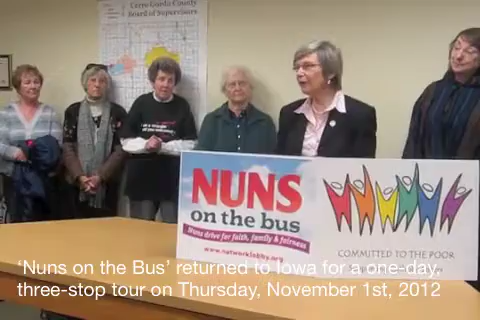 Cerro Gordo County
Board of Supervisors
NUNS
on the bus
Nuns drive for faith, family & fairness
www.networklobby.org
COMMITTED TO THE POOR
‘Nuns on the Bus’ returned to Iowa for a one-day,
three-stop tour on Thursday, November 1st, 2012